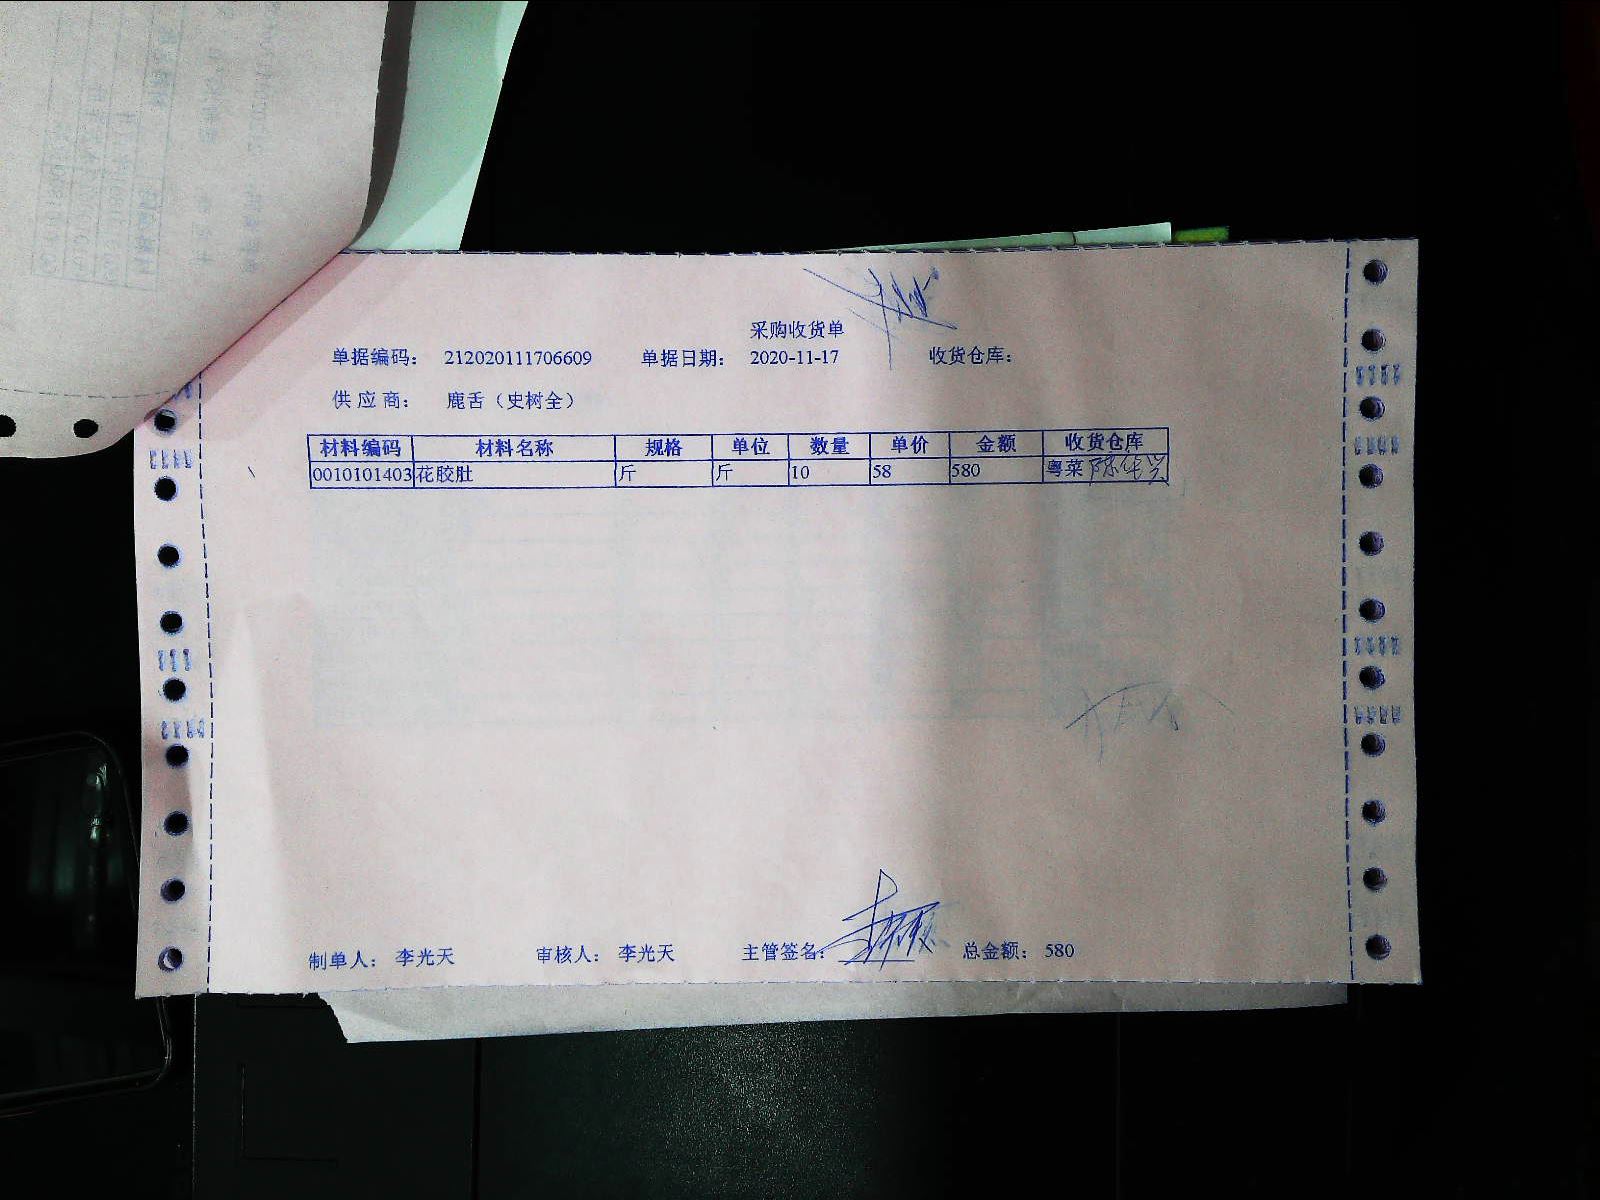 采购收货单
单据编码： 212020111706609 单据日期： 2020-11-17 收货仓库：
供 应 商： 鹿舌（史树全）
材料编码 材料名称 规格 单位 数量 单价 金额 收货仓库
0010101403 花胶肚 斤 斤 10 58 580 粤菜
制单人： 李光天 审核人： 李光天 主管签名： 总金额： 580